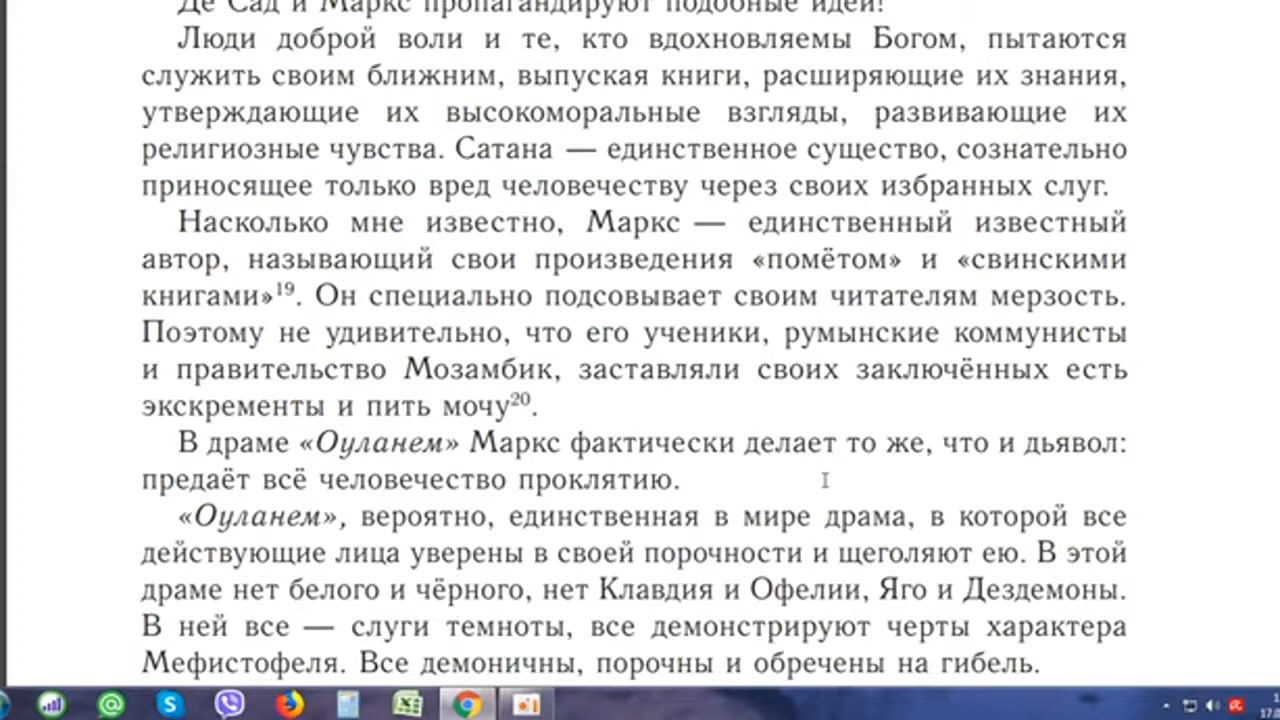 Де Сад и Маркс пропагандируют подобные идеи!
Люди доброй воли и те, кто вдохновляемы Богом, пытаются
служить своим ближним, выпуская книги, расширяющие их знания,
утверждающие их высокоморальные взгляды, развивающие их
религиозные чувства. Сатана — единственное существо, сознательно
приносящее только вред человечеству через своих избранных слуг.
Насколько мне известно, Маркс — единственный известный
автор, называющий свои произведения «помётом» и «свинскими
книгами»19. Он специально подсовывает своим читателям мерзость.
Поэтому не удивительно, что его ученики, румынские коммунисты
и правительство Мозамбик, заставляли своих заключённых есть
экскременты и пить мочу20.
В драме «Оуланем» Маркс фактически делает то же, что и дьявол:
предаёт всё человечество проклятию.
«Оуланем», вероятно, единственная в мире драма, в которой все
действующие лица уверены в своей порочности и щеголяют ею. В этой
драме нет белого и чёрного, нет Клавдия и Офелии, Яго и Дездемоны.
В ней все — слуги темноты, все демонстрируют черты характера
Мефистофеля. Все демоничны, порочны и обречены на гибель.